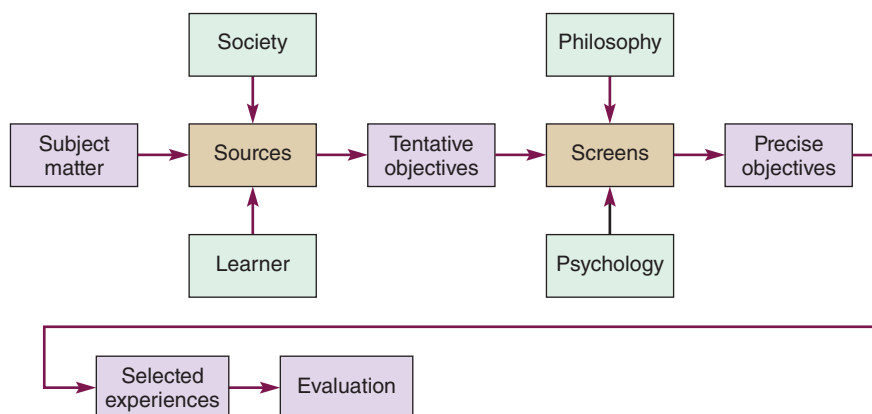 Society
Philosophy
Subject
matter
Sources
Tentative
objectives
Screens
Precise
objectives
Learner
Psychology
Selected
experiences
Evaluation